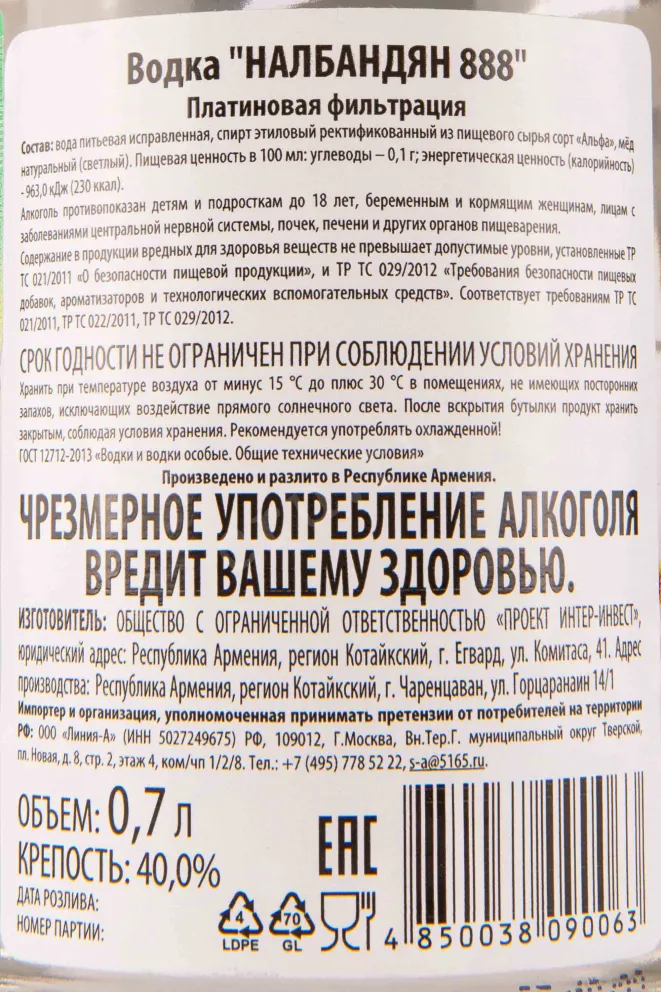 Водка "НАЛБАНДЯН 888"
Платиновая фильтрация
Состав: вода питьевая исправленная, спирт этиловый ректификованный из пищевого сырья сорт «Альфа», мёд
натуральный (светлый). Пищевая ценность в 100 мл: углеводы – 0,1 г; энергетическая ценность (калорийность)
- 963,0 кДж (230 ккал).
Алкоголь противопоказан детям и подросткам до 18 лет, беременным и кормящим женщинам, лицам с
заболеваниями центральной нервной системы, почек, печени и других органов пищеварения.
Содержание в продукции вредных для здоровья веществ не превышает допустимые уровни, установленные ТР
ТС 021/2011 «О безопасности пищевой продукции», и ТР ТС 029/2012 «Требования безопасности пищевых
добавок, ароматизаторов и технологических вспомогательных средств». Соответствует требованиям ТР ТС
021/2011, ТР ТС 022/2011, ТР ТС 029/2012.
СРОК ГОДНОСТИ НЕ ОГРАНИЧЕН ПРИ СОБЛЮДЕНИИ УСЛОВИЙ ХРАНЕНИЯ
Хранить при температуре воздуха от минус 15 °С до плюс 30 °С в помещениях, не имеющих посторонних
запахов, исключающих воздействие прямого солнечного света. После вскрытия бутылки продукт хранить
закрытым, соблюдая условия хранения. Рекомендуется употреблять охлажденной!
ГОСТ 12712-2013 «Водки и водки особые. Общие технические условия»
Произведено и разлито в Республике Армения.
ЧРЕЗМЕРНОЕ УПОТРЕБЛЕНИЕ АЛКОГОЛЯ
ВРЕДИТ ВАШЕМУ ЗДОРОВЬЮ.
ИЗГОТОВИТЕЛЬ: ОБЩЕСТВО С ОГРАНИЧЕННОЙ ОТВЕТСТВЕННОСТЬЮ «ПРОЕКТ ИНТЕР-ИНВЕСТ»,
юридический адрес: Республика Армения, регион Котайкский, г. Егвард, ул. Комитаса, 41. Адрес
производства: Республика Армения, регион Котайкский, г. Чаренцаван, ул. Горцаранаин 14/1
Импортер и организация, уполномоченная принимать претензии от потребителей на территории
РФ: ООО «Линия-А» (ИНН 5027249675) РФ, 109012, Г.Москва, Вн.Тер.Г. муниципальный округ Тверской,
пл. Новая, д. 8, стр. 2, этаж 4, ком/чп 1/2/8. Тел.: +7 (495) 778 52 22, s-a@5165.ru.
ОБЪЕМ: 0,7 л
КРЕПОСТЬ: 40,0%
ДАТА РОЗЛИВА:
НОМЕР ПАРТИИ:
EAC
4
LDPE
70
GL
4 850038 090063